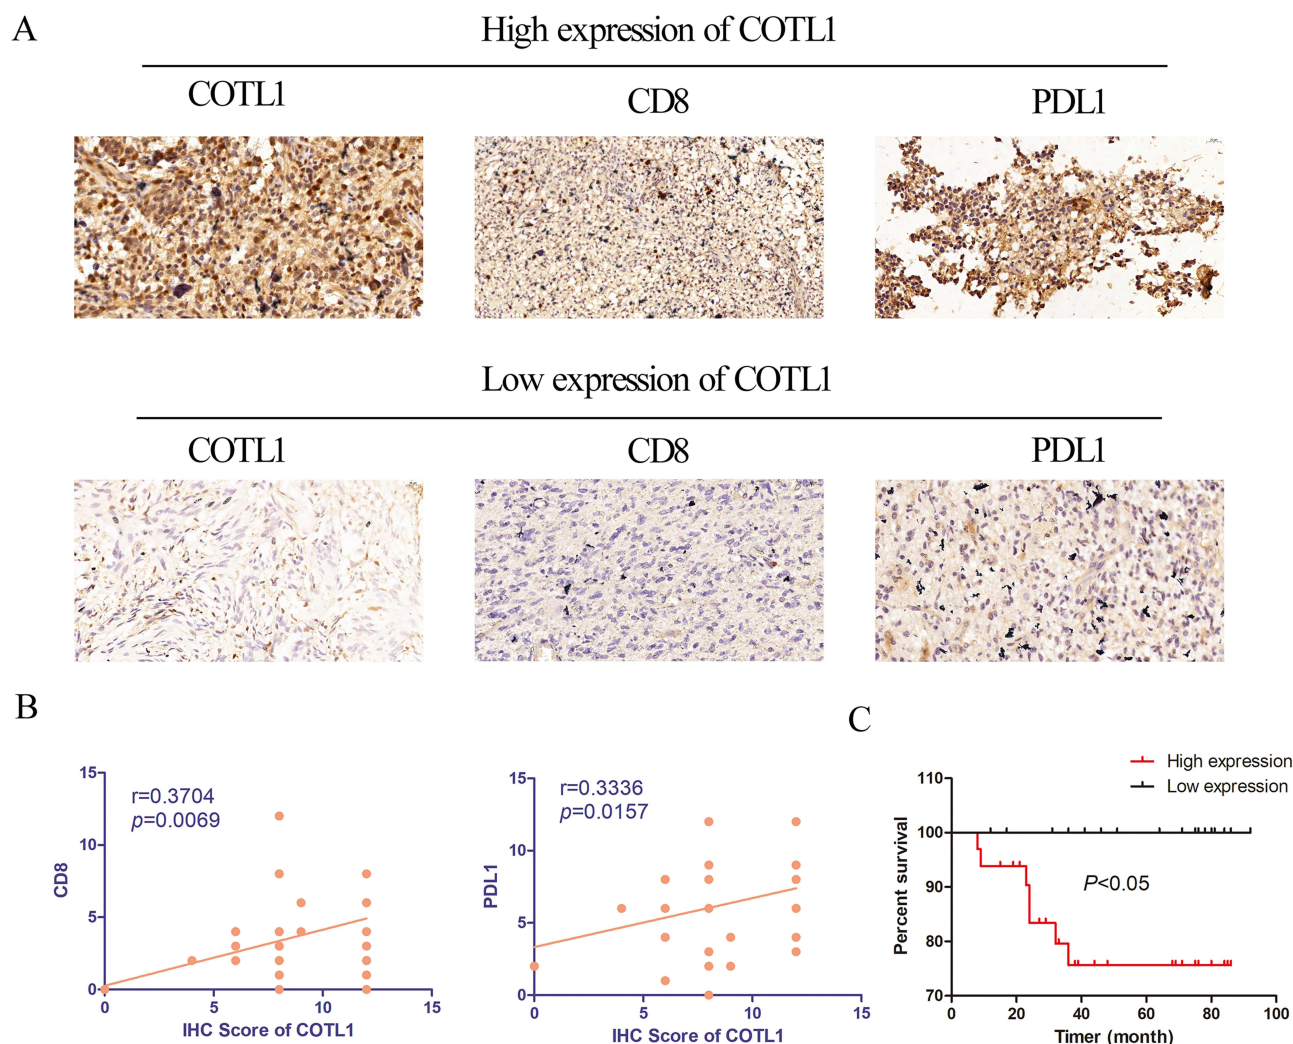 A
High expression of COTL1
COTL1 CD8 PDL1
Low expression of COTL1
COTL1 CD8 PDL1
B
15
10
5
0
CD8
r=0.3704
p=0.0069
0 5 10 15
IHC Score of COTL1
15
10
5
0
PDL1
r=0.3336
p=0.0157
0 5 10 15
IHC Score of COTL1
C
High expression
Low expression
110
100
90
80
70
Percent survival
P<0.05
0 20 40 60 80 100
Timer (month)